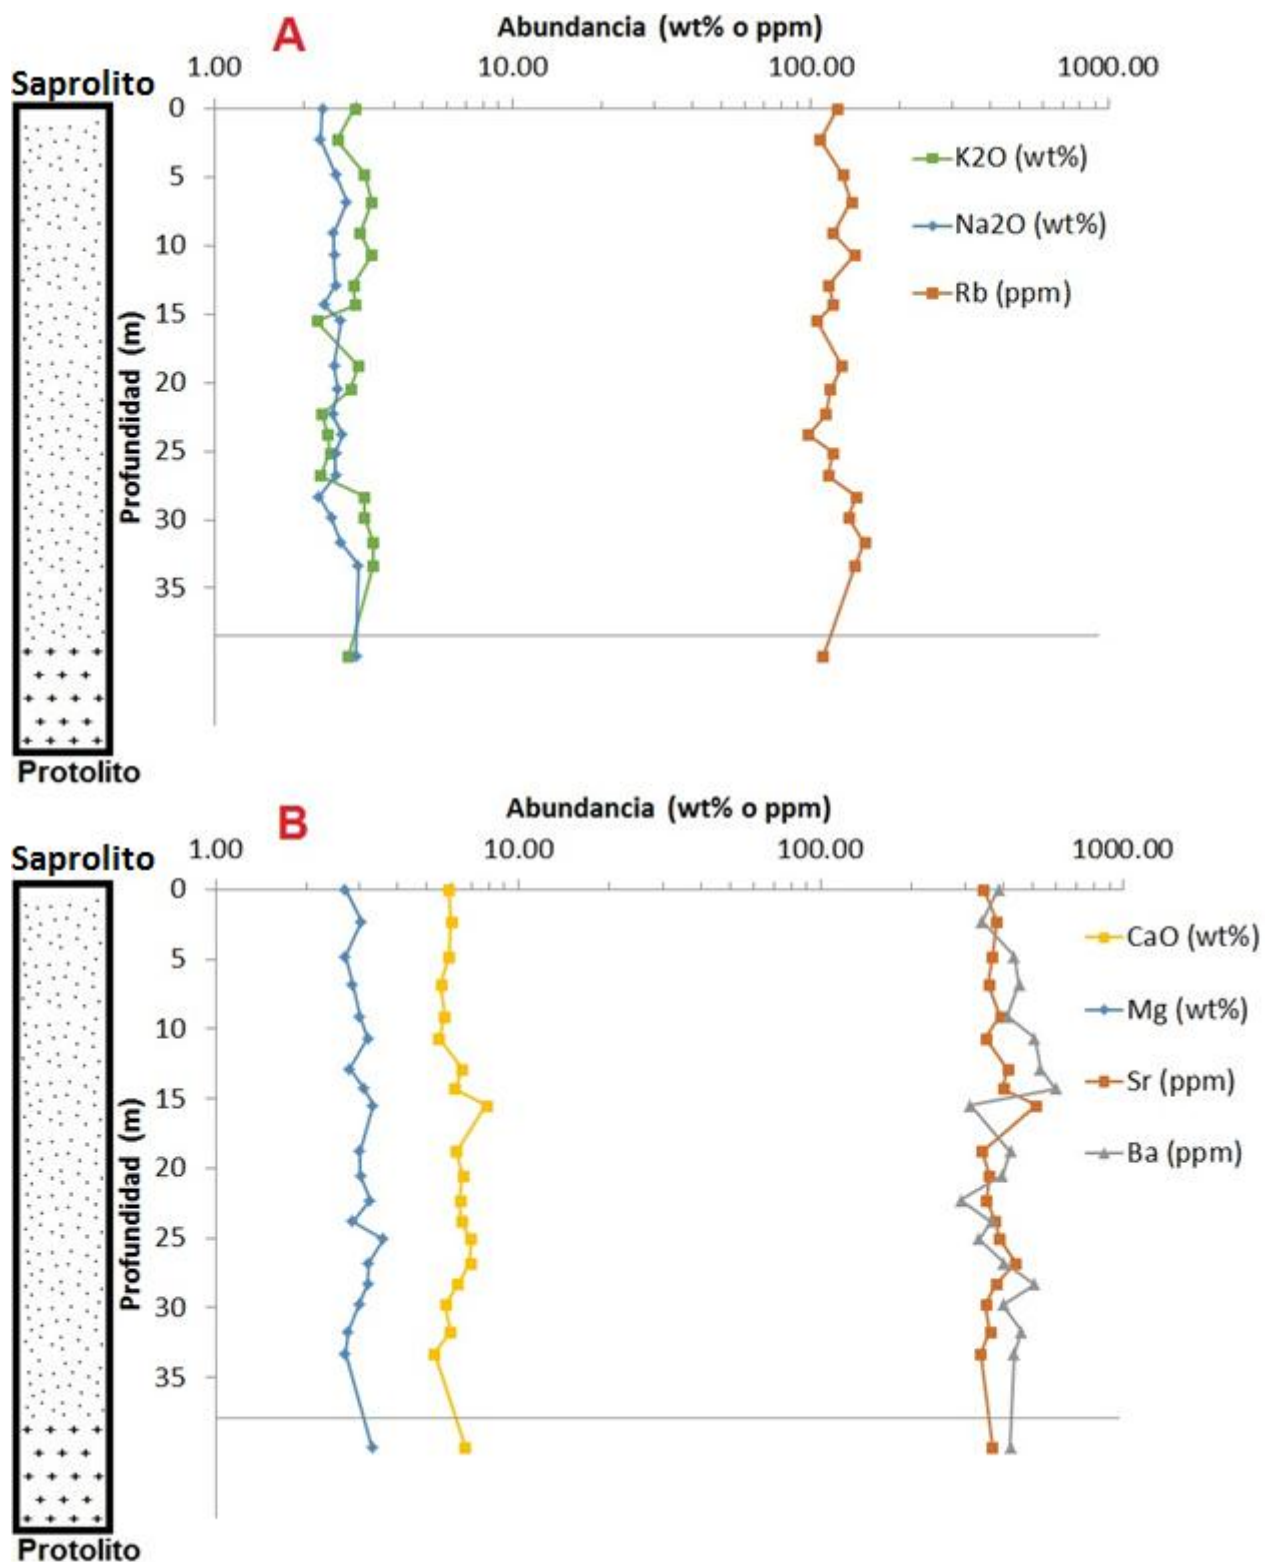 A
Abundancia (wt% o ppm)
1.00 10.00 100.00 1000.00
Saprolito
0
5
10
15
20
25
30
35
Profundidad (m)
K2O (wt%)
Na2O (wt%)
Rb (ppm)
Protolito
B
Abundancia (wt% o ppm)
1.00 10.00 100.00 1000.00
Saprolito
0
5
10
15
20
25
30
35
Profundidad (m)
CaO (wt%)
Mg (wt%)
Sr (ppm)
Ba (ppm)
Protolito